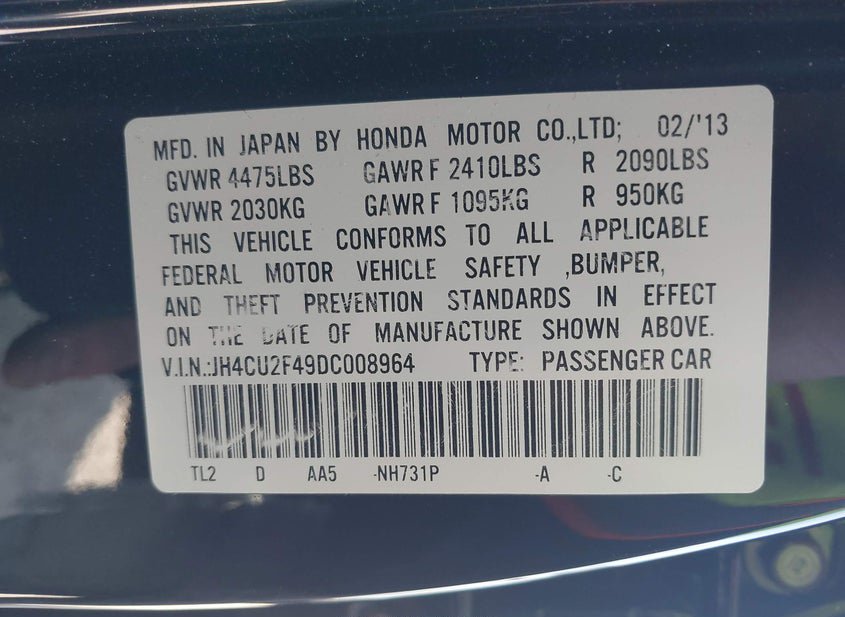 MFD. IN JAPAN BY HONDA MOTOR CO.,LTD; 02/'13
GVWR 4475LBS GAWR F 2410LBS R 2090LBS
GVWR 2030KG GAWR F 1095KG R 950KG
THIS VEHICLE CONFORMS TO ALL APPLICABLE
FEDERAL MOTOR VEHICLE SAFETY ,BUMPER,
AND THEFT PREVENTION STANDARDS IN EFFECT
ON THE DATE OF MANUFACTURE SHOWN ABOVE.
V.I.N.:JH4CU2F49DC008964 TYPE: PASSENGER CAR
TL2 D AA5 -NH731P -A -C